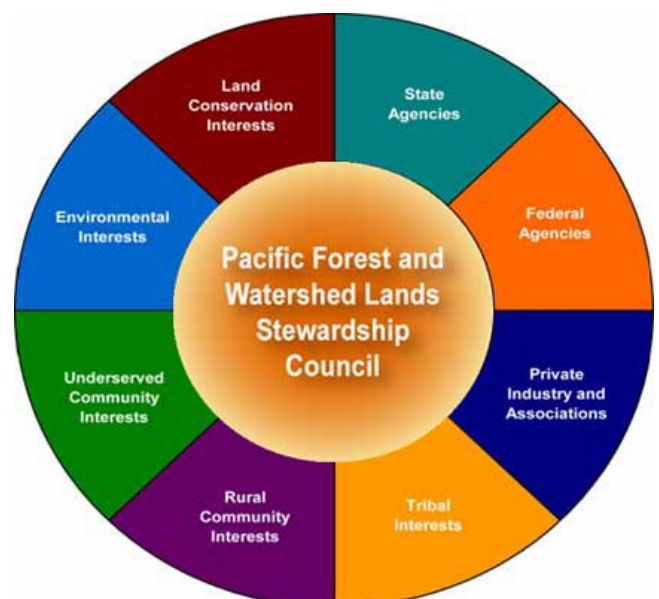 Land
Conservation
Interests
State
Agencies
Federal
Agencies
Private
Industry and
Associations
Tribal
Interests
Rural
Community
Interests
Underserved
Community
Interests
Environmental
Interests
Pacific Forest and
Watershed Lands
Stewardship
Council